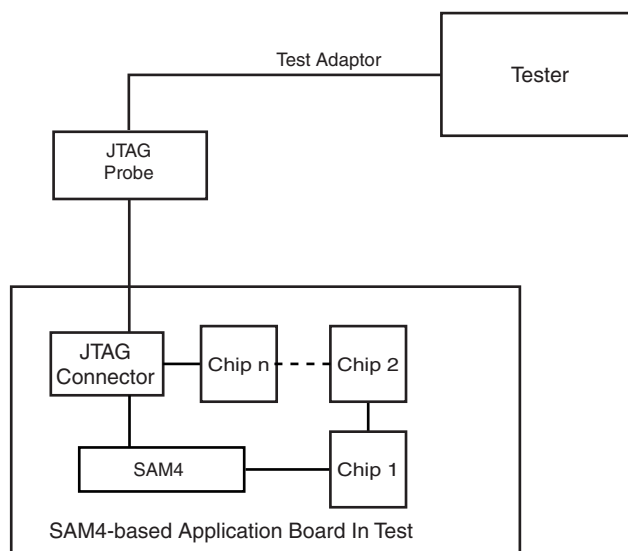 Test Adaptor
Tester
JTAG
Probe
JTAG
Connector
Chip n
Chip 2
SAM4
Chip 1
SAM4-based Application Board In Test